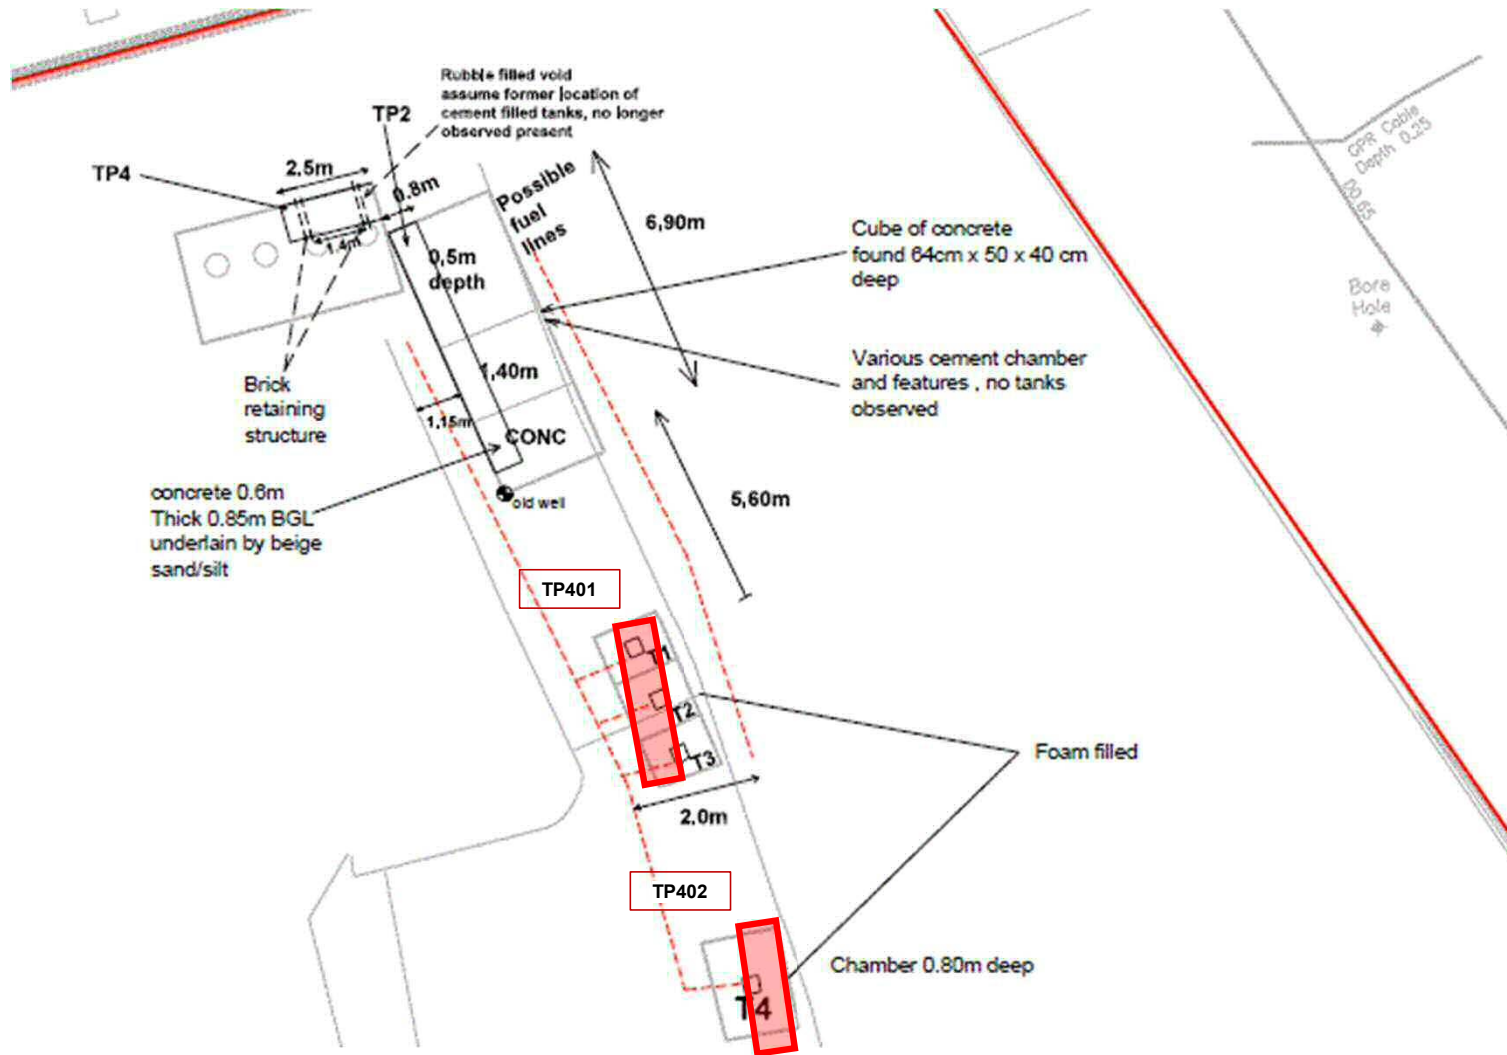 Rubble filled void
assume former location of
cement filled tanks, no longer
observed present
TP2
TP4
2.5m
0.8m
1.4m
Possible
fuel
lines
6,90m
GPR Cable
Depth 0.25
D0.65
Cube of concrete
found 64cm x 50 x 40 cm
deep
0,5m
depth
Bore
Hole
Various cement chamber
and features , no tanks
observed
1,40m
Brick
retaining
structure
1,15m
CONC
concrete 0.6m
Thick 0.85m BGL
underlain by beige
sand/silt
old well
5,60m
TP401
T1
T2
T3
Foam filled
2.0m
TP402
Chamber 0.80m deep
T4